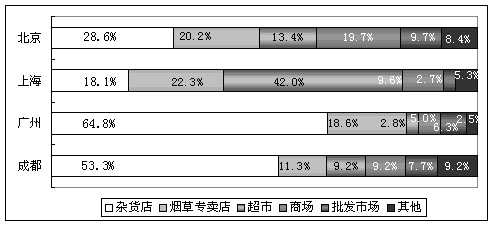 北京 28.6% 20.2% 13.4% 19.7% 9.7% 8.4%
上海 18.1% 22.3% 42.0% 9.6% 2.7% 5.3%
广州 64.8% 18.6% 2.8% 5.0% 6.3% 2.5%
成都 53.3% 11.3% 9.2% 9.2% 7.7% 9.2%
杂货店 烟草专卖店 超市 商场 批发市场 其他